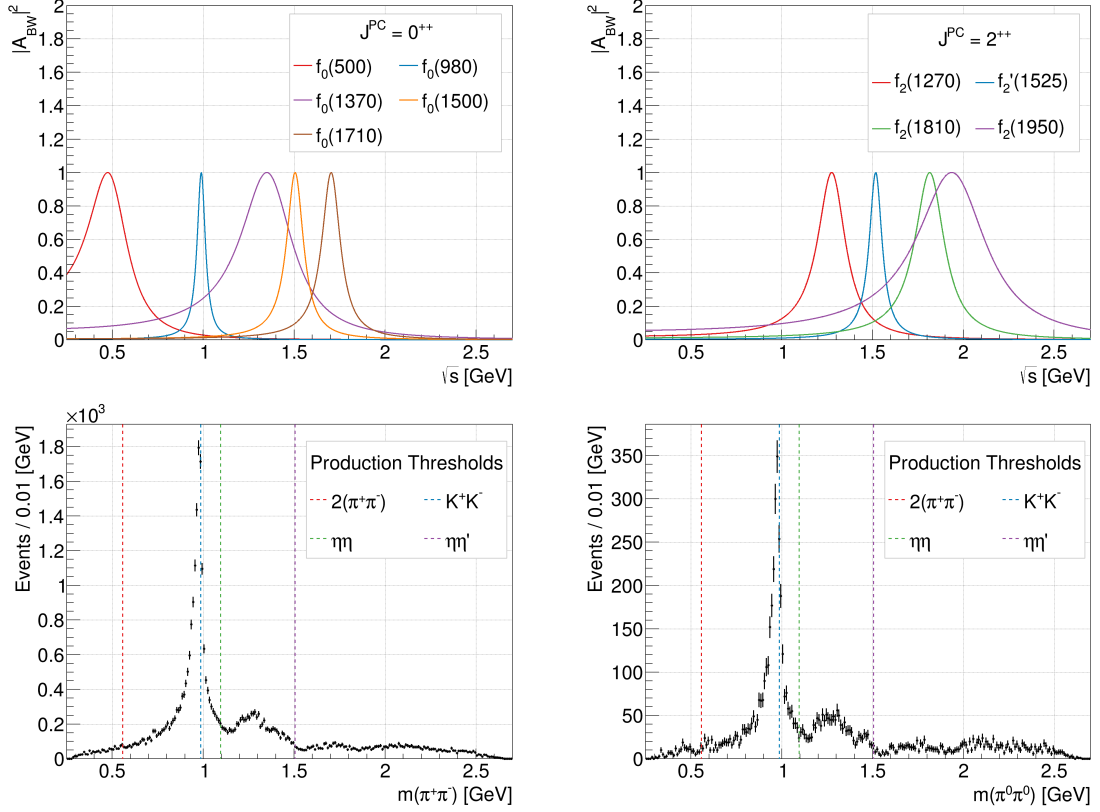 |A_BW|²
2
1.8
1.6
1.4
1.2
1
0.8
0.6
0.4
0.2
0
J^PC = 0⁺⁺
f₀(500) f₀(980)
f₀(1370) f₀(1500)
f₀(1710)
0.5 1 1.5 2 2.5
√s [GeV]
|A_BW|²
2
1.8
1.6
1.4
1.2
1
0.8
0.6
0.4
0.2
0
J^PC = 2⁺⁺
f₂(1270) f₂'(1525)
f₂(1810) f₂(1950)
0.5 1 1.5 2 2.5
√s [GeV]
×10³
Events / 0.01 [GeV]
1.8
1.6
1.4
1.2
1
0.8
0.6
0.4
0.2
0
Production Thresholds
2(π⁺π⁻) K⁺K⁻
ηη ηη'
0.5 1 1.5 2 2.5
m(π⁺π⁻) [GeV]
Events / 0.01 [GeV]
350
300
250
200
150
100
50
0
Production Thresholds
2(π⁺π⁻) K⁺K⁻
ηη ηη'
0.5 1 1.5 2 2.5
m(π⁰π⁰) [GeV]